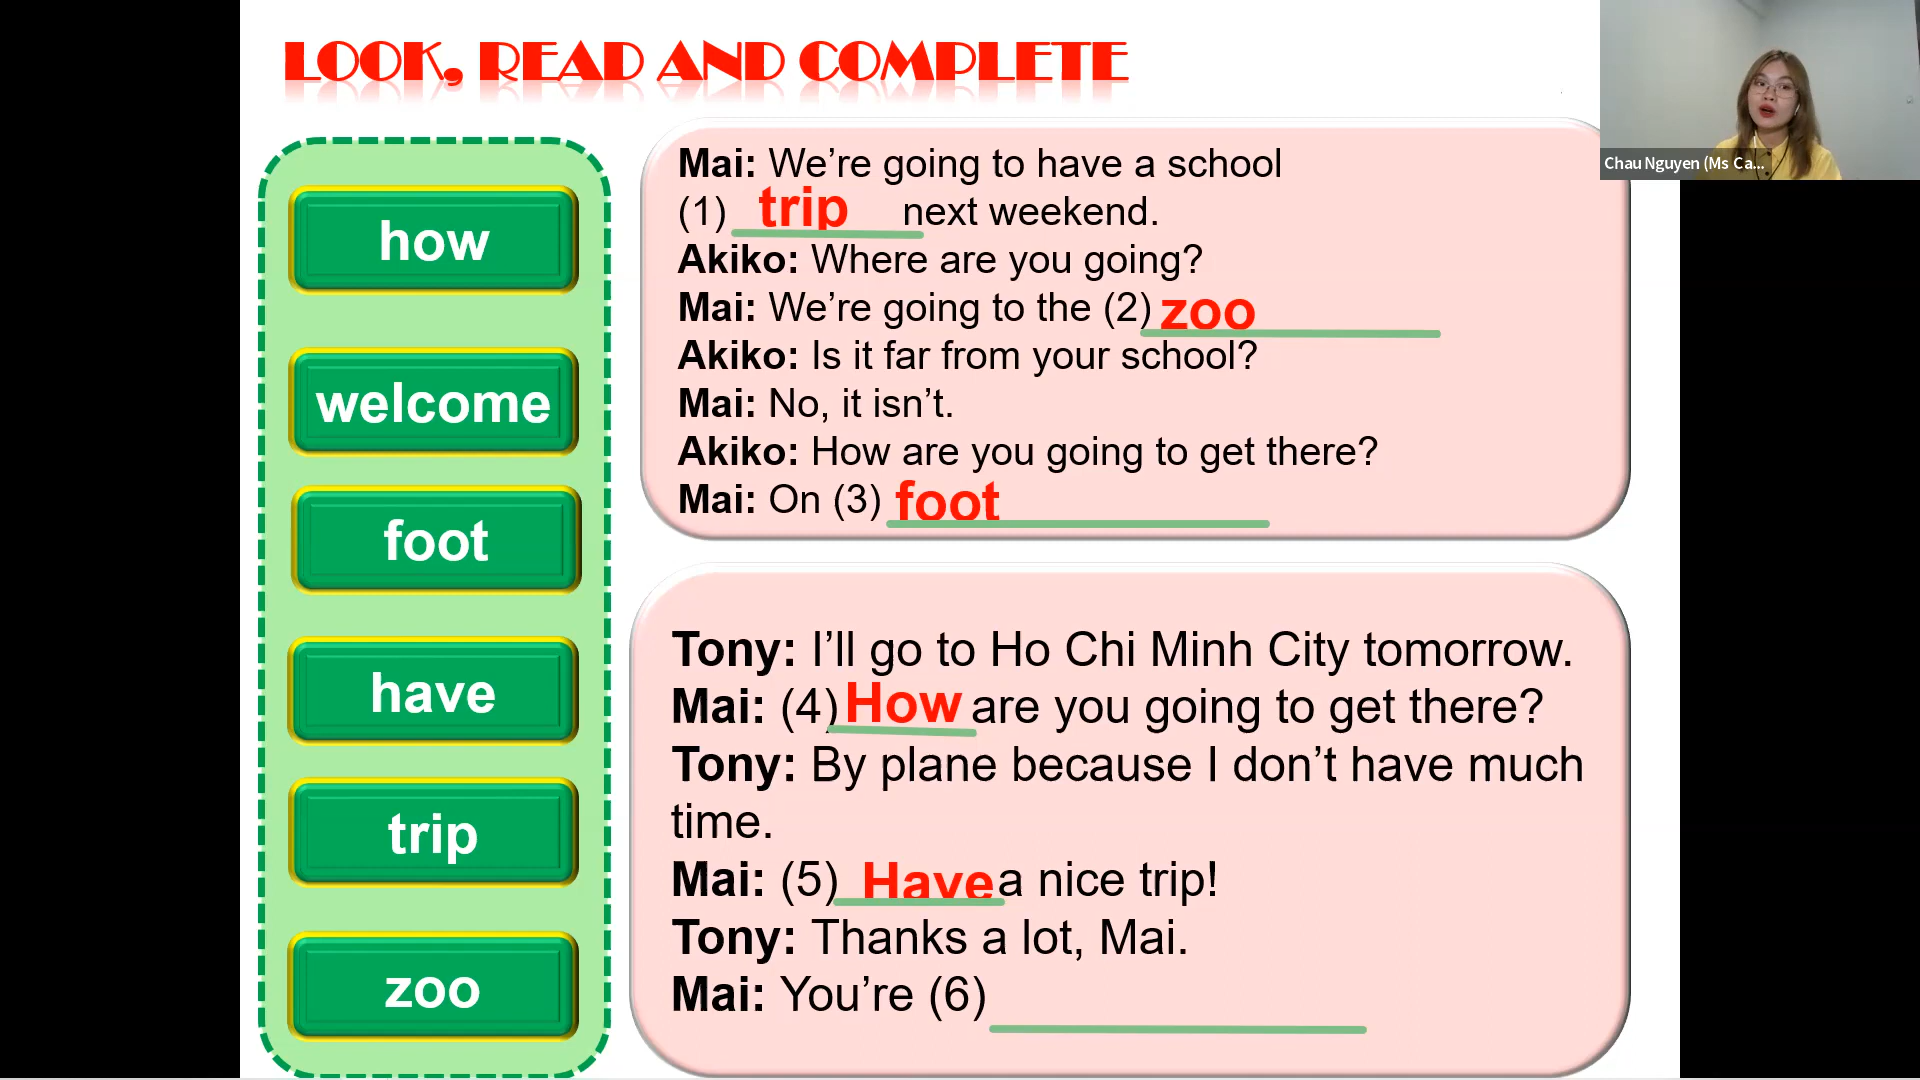 LOOK, READ AND COMPLETE
Chau Nguyen (Ms Ca...
how
welcome
foot
have
trip
zoo
Mai: We're going to have a school
(1) trip next weekend.
Akiko: Where are you going?
Mai: We're going to the (2) zoo
Akiko: Is it far from your school?
Mai: No, it isn't.
Akiko: How are you going to get there?
Mai: On (3) foot
Tony: I'll go to Ho Chi Minh City tomorrow.
Mai: (4) How are you going to get there?
Tony: By plane because I don't have much
time.
Mai: (5) Have a nice trip!
Tony: Thanks a lot, Mai.
Mai: You're (6)